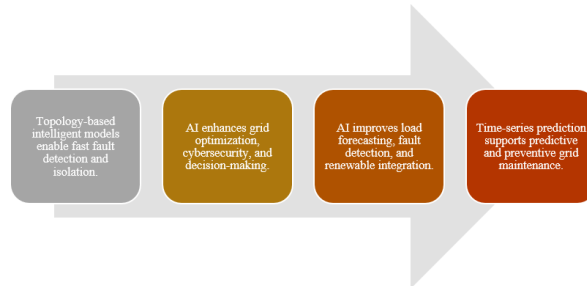 Topology-based
intelligent models
enable fast fault
detection and
isolation.
AI enhances grid
optimization,
cybersecurity, and
decision-making.
AI improves load
forecasting, fault
detection, and
renewable integration.
Time-series prediction
supports predictive
and preventive grid
maintenance.